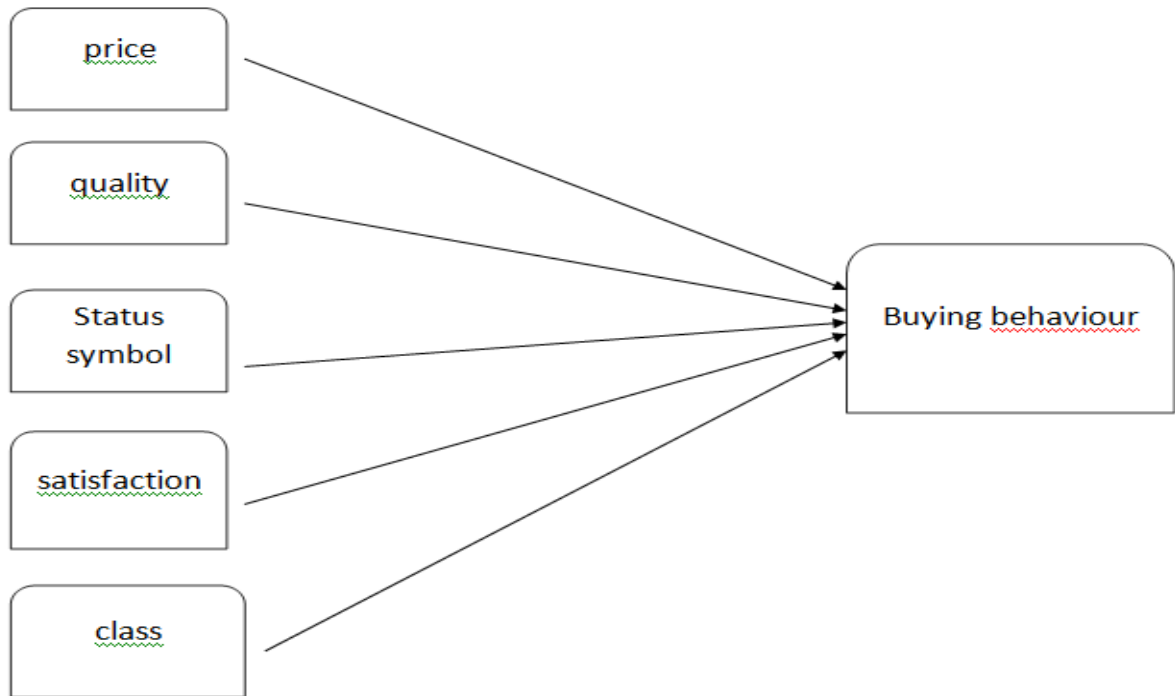 price
quality
Status
symbol
satisfaction
class
Buying behaviour